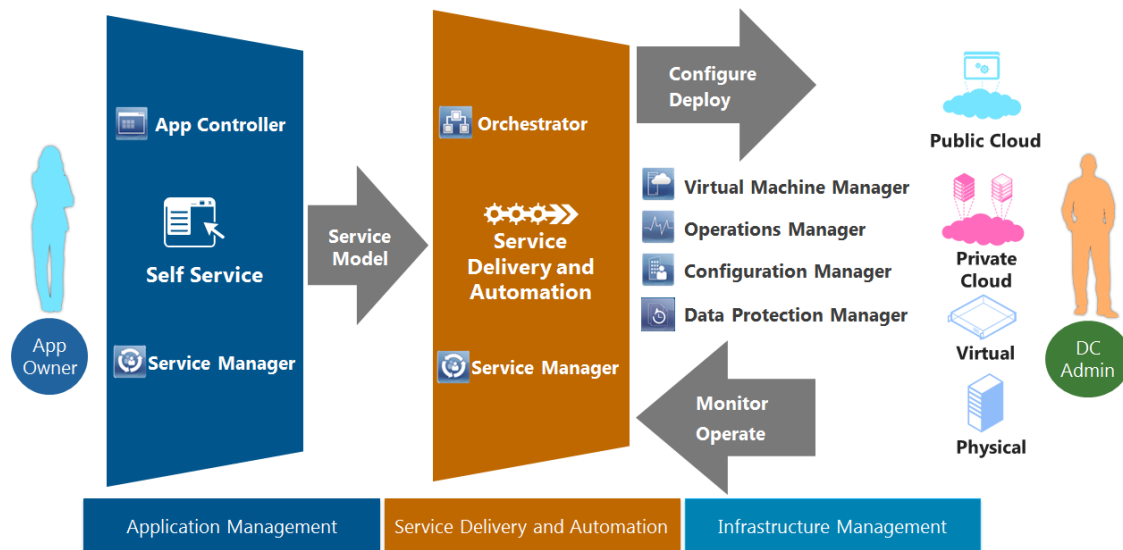 App
Owner
App Controller
Self Service
Service Manager
Service
Model
Orchestrator
Service
Delivery and
Automation
Service Manager
Configure
Deploy
Virtual Machine Manager
Operations Manager
Configuration Manager
Data Protection Manager
Monitor
Operate
Public Cloud
Private
Cloud
Virtual
Physical
DC
Admin
Application Management
Service Delivery and Automation
Infrastructure Management